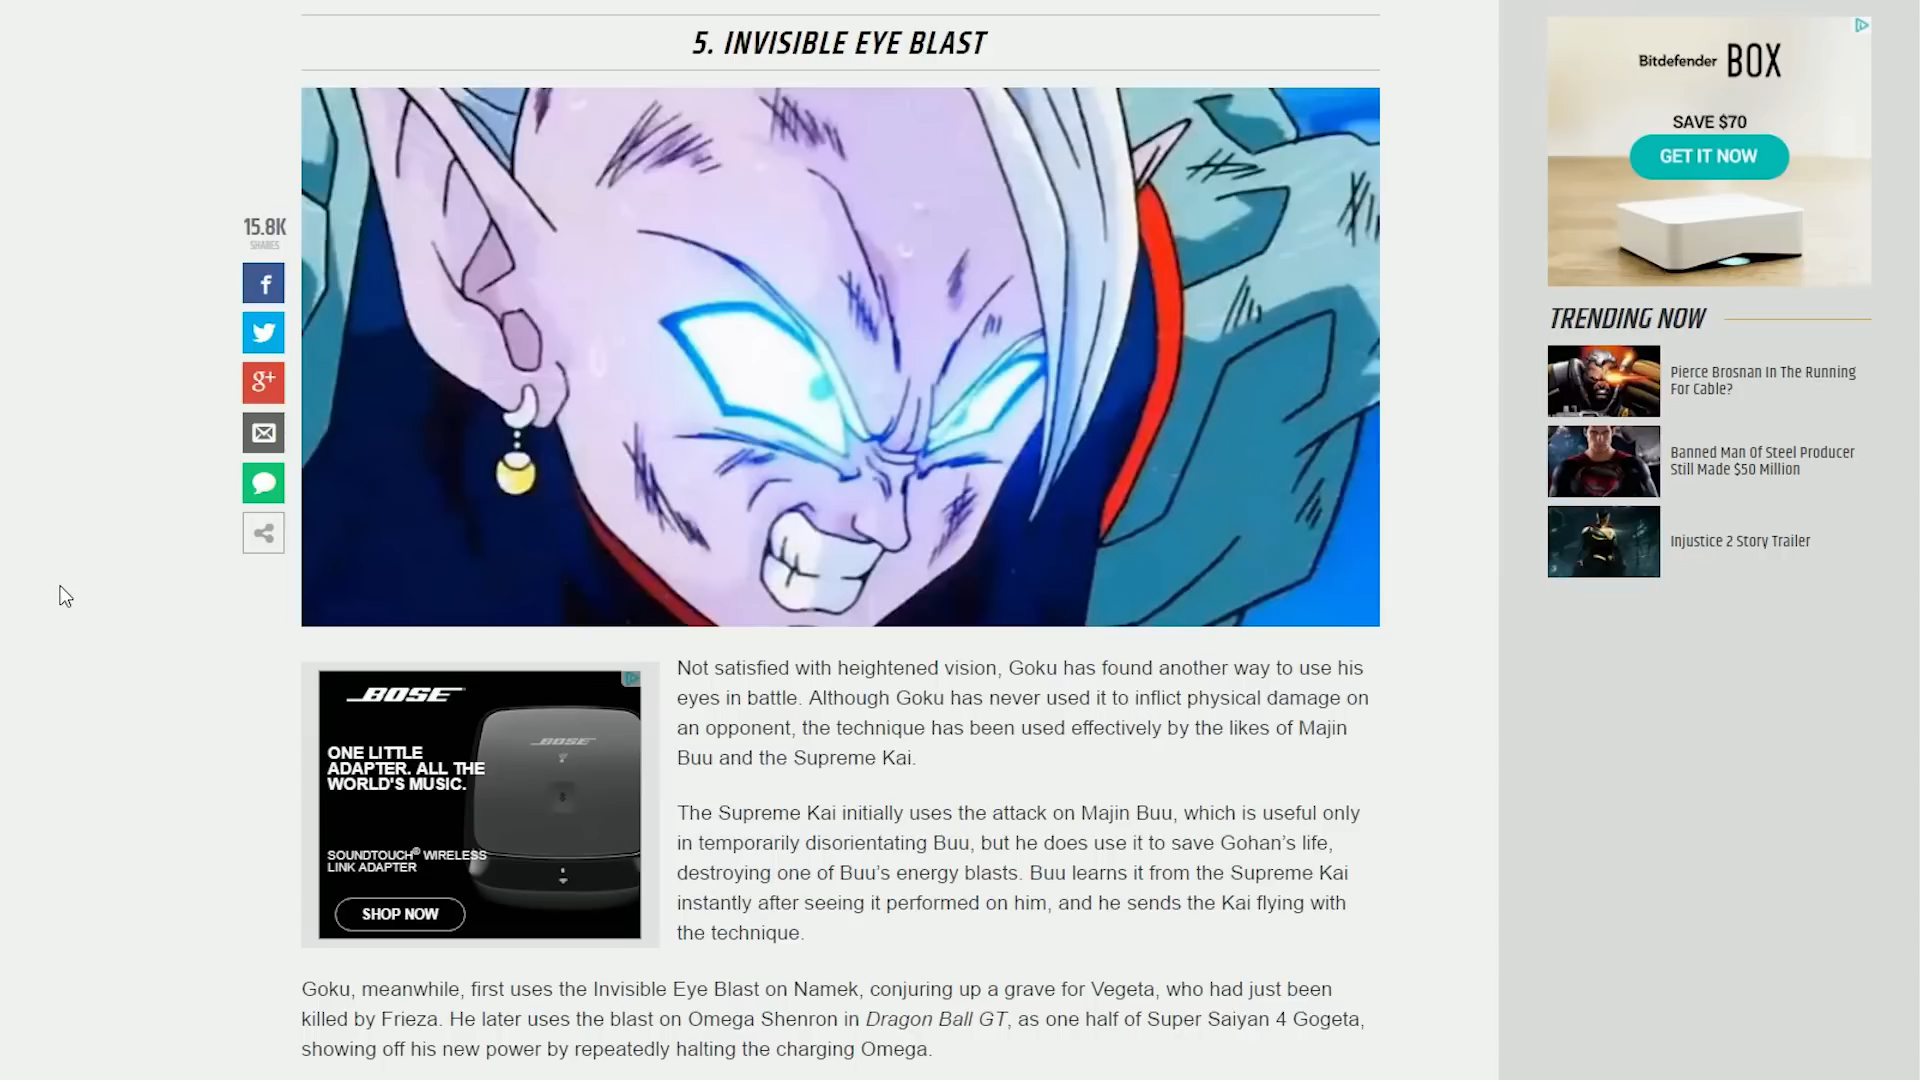 5. INVISIBLE EYE BLAST
15.8K
SHARES
f
g+
Bitdefender BOX
SAVE $70
GET IT NOW
TRENDING NOW
Pierce Brosnan In The Running
For Cable?
Banned Man Of Steel Producer
Still Made $50 Million
Injustice 2 Story Trailer
BOSE
BOSE
ONE LITTLE
ADAPTER. ALL THE
WORLD'S MUSIC.
SOUNDTOUCH® WIRELESS
LINK ADAPTER
SHOP NOW
Not satisfied with heightened vision, Goku has found another way to use his
eyes in battle. Although Goku has never used it to inflict physical damage on
an opponent, the technique has been used effectively by the likes of Majin
Buu and the Supreme Kai.
The Supreme Kai initially uses the attack on Majin Buu, which is useful only
in temporarily disorientating Buu, but he does use it to save Gohan’s life,
destroying one of Buu’s energy blasts. Buu learns it from the Supreme Kai
instantly after seeing it performed on him, and he sends the Kai flying with
the technique.
Goku, meanwhile, first uses the Invisible Eye Blast on Namek, conjuring up a grave for Vegeta, who had just been
killed by Frieza. He later uses the blast on Omega Shenron in Dragon Ball GT, as one half of Super Saiyan 4 Gogeta,
showing off his new power by repeatedly halting the charging Omega.